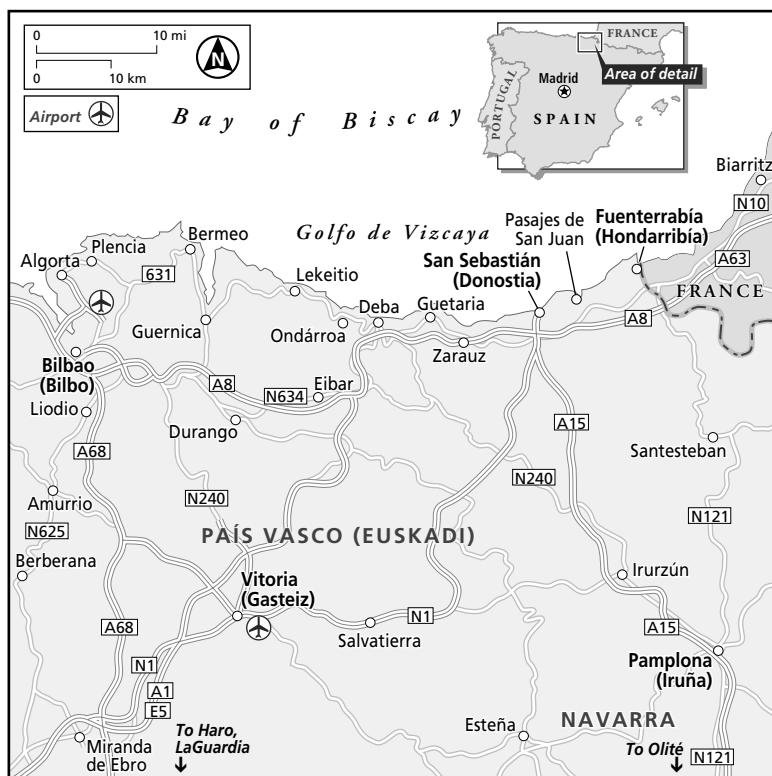 0 10 mi
0 10 km
N
Airport
FRANCE
Area of detail
Madrid
PORTUGAL
SPAIN
Bay of Biscay
Biarritz
N10
Golfo de Vizcaya
Pasajes de
San Juan
Fuenterrabía
(Hondarribía)
Bermeo
Plencia
Algorta
631
Lekeitio
San Sebastián
(Donostia)
A63
FRANCE
Guernica
Ondárroa
Deba
Guetaria
Zarauz
A8
Bilbao
(Bilbo)
A8
N634
Eibar
Liodio
Durango
A15
A68
Santesteban
Amurrio
N240
N240
N121
N625
PAÍS VASCO (EUSKADI)
Berberana
Vitoria
(Gasteiz)
Irurzún
A68
Salvatierra
N1
A15
N1
Pamplona
(Iruña)
A1
E5
Esteña
NAVARRA
Miranda
de Ebro
To Haro,
LaGuardia
To Olité
N121